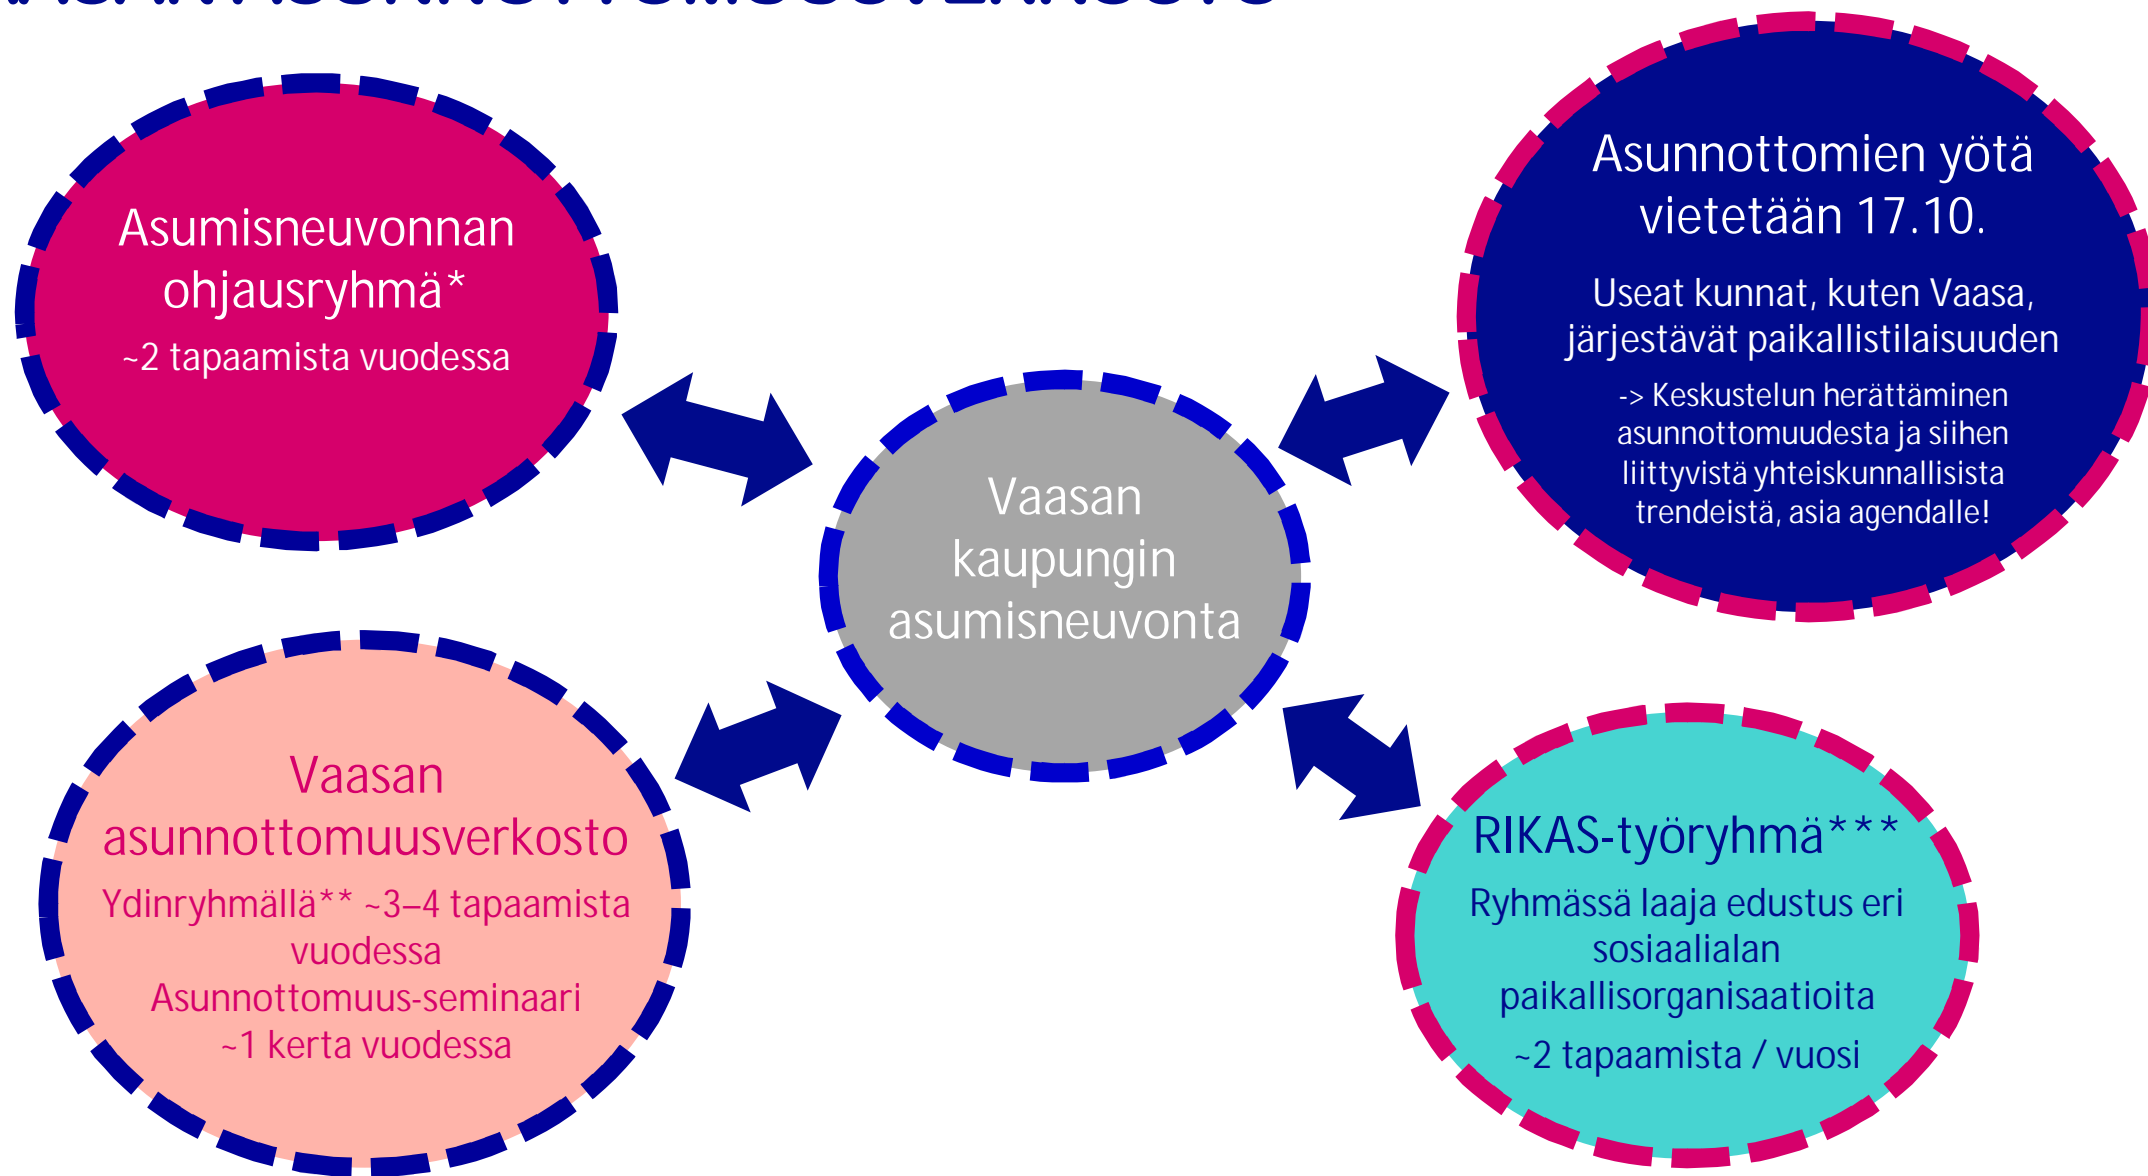 Asumisneuvonnan
ohjausryhmä*
~2 tapaamista vuodessa
Asunnottomien yötä
vietetään 17.10.
Useat kunnat, kuten Vaasa,
järjestävät paikallistilaisuuden
-> Keskustelun herättäminen
asunnottomuudesta ja siihen
liittyvistä yhteiskunnallisista
trendeistä, asia agendalle!
Vaasan
kaupungin
asumisneuvonta
Vaasan
asunnottomuusverkosto
Ydinryhmällä** ~3–4 tapaamista
vuodessa
Asunnottomuus-seminaari
~1 kerta vuodessa
RIKAS-työryhmä***
Ryhmässä laaja edustus eri
sosiaalialan
paikallisorganisaatioita
~2 tapaamista / vuosi